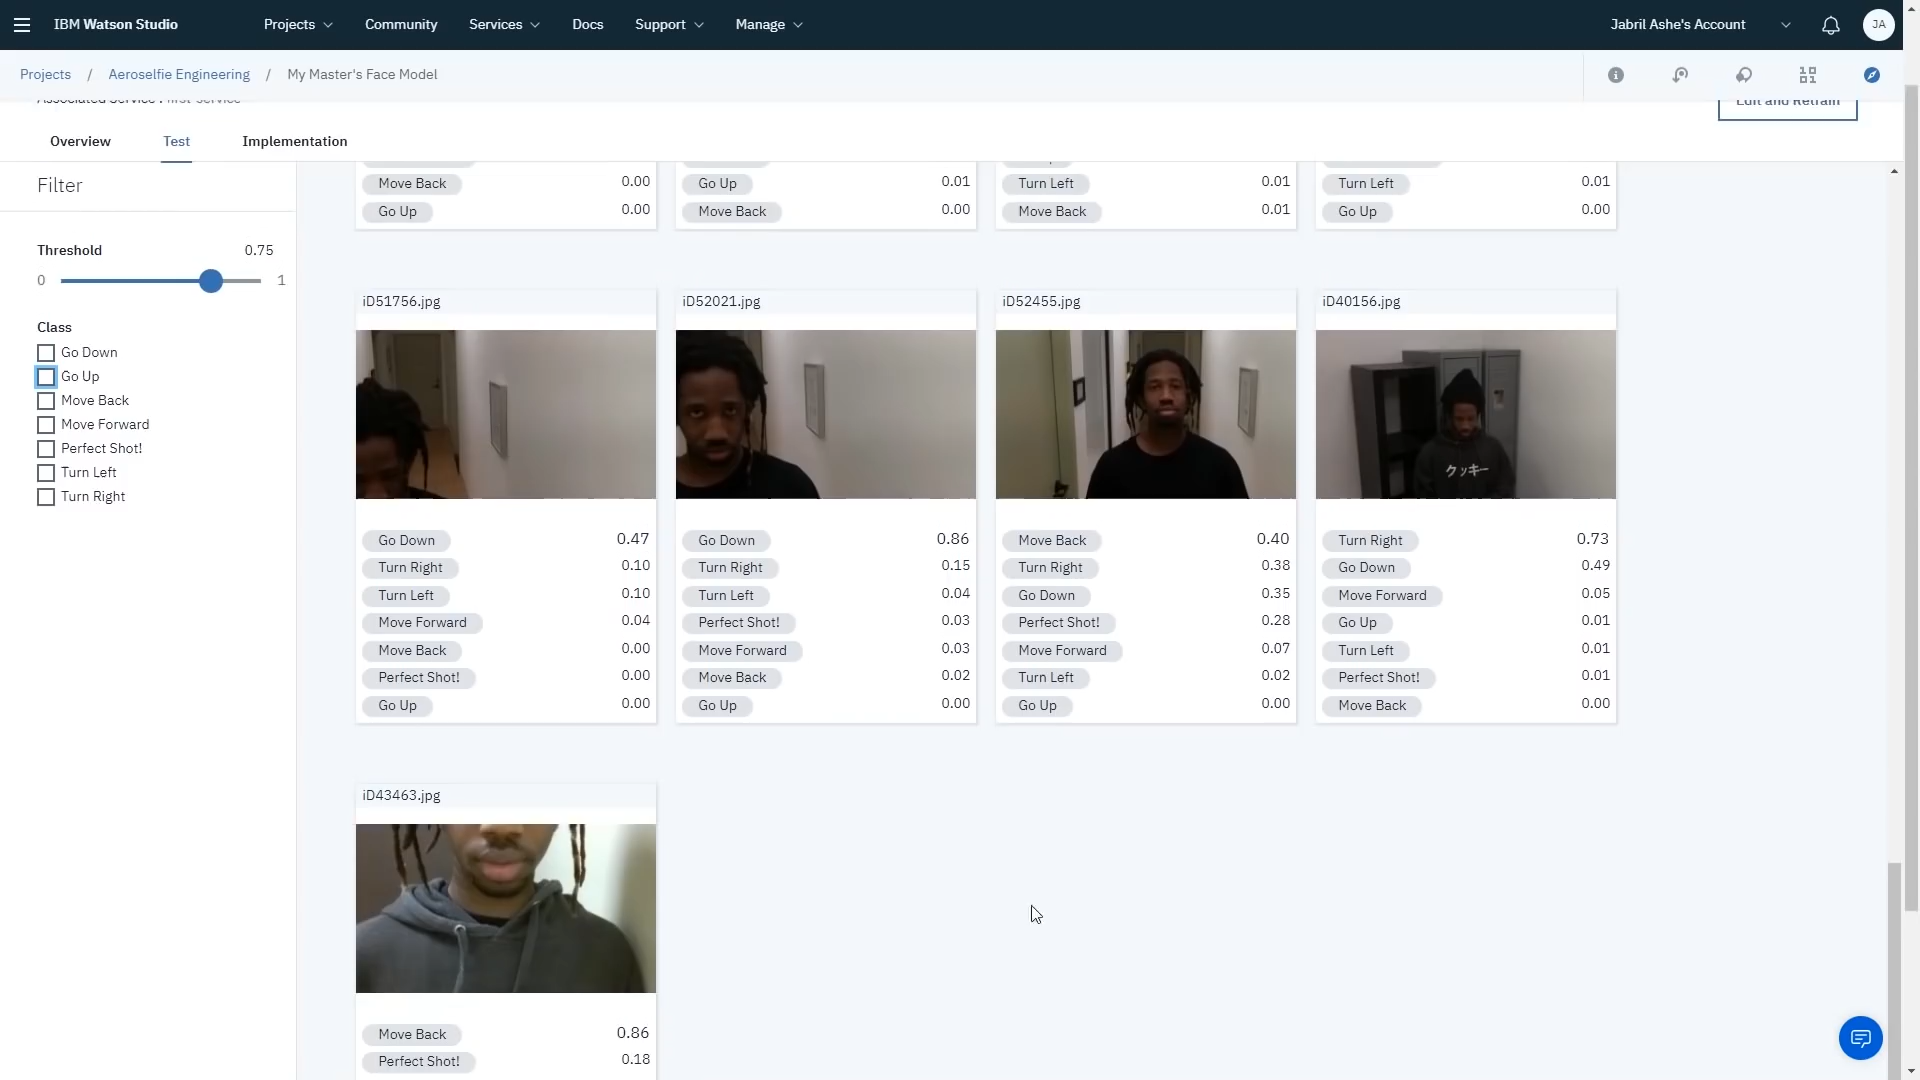 IBM Watson Studio Projects Community Services Docs Support Manage Jabril Ashe's Account JA
Projects / Aeroselfie Engineering / My Master's Face Model
Associated Service : first-service
Edit and Retrain
Overview Test Implementation
Filter
Threshold 0.75
0 1
Class
Go Down
Go Up
Move Back
Move Forward
Perfect Shot!
Turn Left
Turn Right
Move Back 0.00
Go Up 0.00
Go Up 0.01
Move Back 0.00
Turn Left 0.01
Move Back 0.01
Turn Left 0.01
Go Up 0.00
iD51756.jpg
Go Down 0.47
Turn Right 0.10
Turn Left 0.10
Move Forward 0.04
Move Back 0.00
Perfect Shot! 0.00
Go Up 0.00
iD52021.jpg
Go Down 0.86
Turn Right 0.15
Turn Left 0.04
Perfect Shot! 0.03
Move Forward 0.03
Move Back 0.02
Go Up 0.00
iD52455.jpg
Move Back 0.40
Turn Right 0.38
Go Down 0.35
Perfect Shot! 0.28
Move Forward 0.07
Turn Left 0.02
Go Up 0.00
iD40156.jpg
クッキー
Turn Right 0.73
Go Down 0.49
Move Forward 0.05
Go Up 0.01
Turn Left 0.01
Perfect Shot! 0.01
Move Back 0.00
iD43463.jpg
Move Back 0.86
Perfect Shot! 0.18